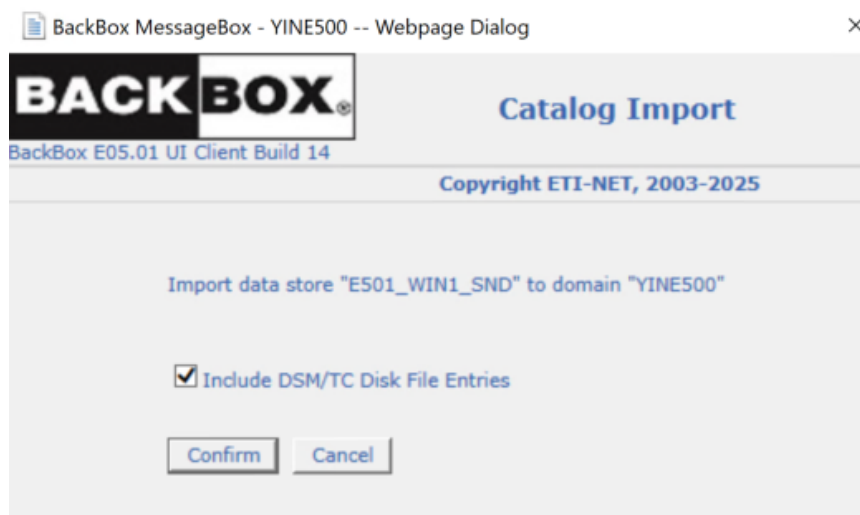 BackBox MessageBox - YINE500 -- Webpage Dialog
BACKBOX®
Catalog Import
BackBox E05.01 UI Client Build 14
Copyright ETI-NET, 2003-2025
Import data store "E501_WIN1_SND" to domain "YINE500"
Include DSM/TC Disk File Entries
Confirm Cancel